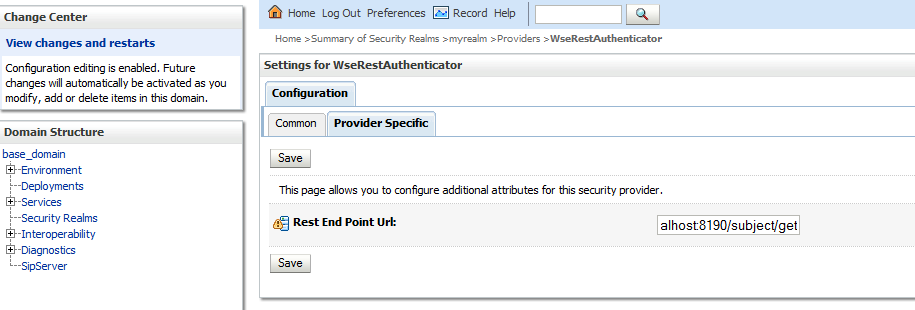 Change Center
View changes and restarts
Configuration editing is enabled. Future
changes will automatically be activated as you
modify, add or delete items in this domain.
Domain Structure
base_domain
Environment
Deployments
Services
Security Realms
Interoperability
Diagnostics
SipServer
Home Log Out Preferences Record Help
Home >Summary of Security Realms >myrealm >Providers >WseRestAuthenticator
Settings for WseRestAuthenticator
Configuration
Common Provider Specific
Save
This page allows you to configure additional attributes for this security provider.
Rest End Point Url: alhost:8190/subject/get
Save